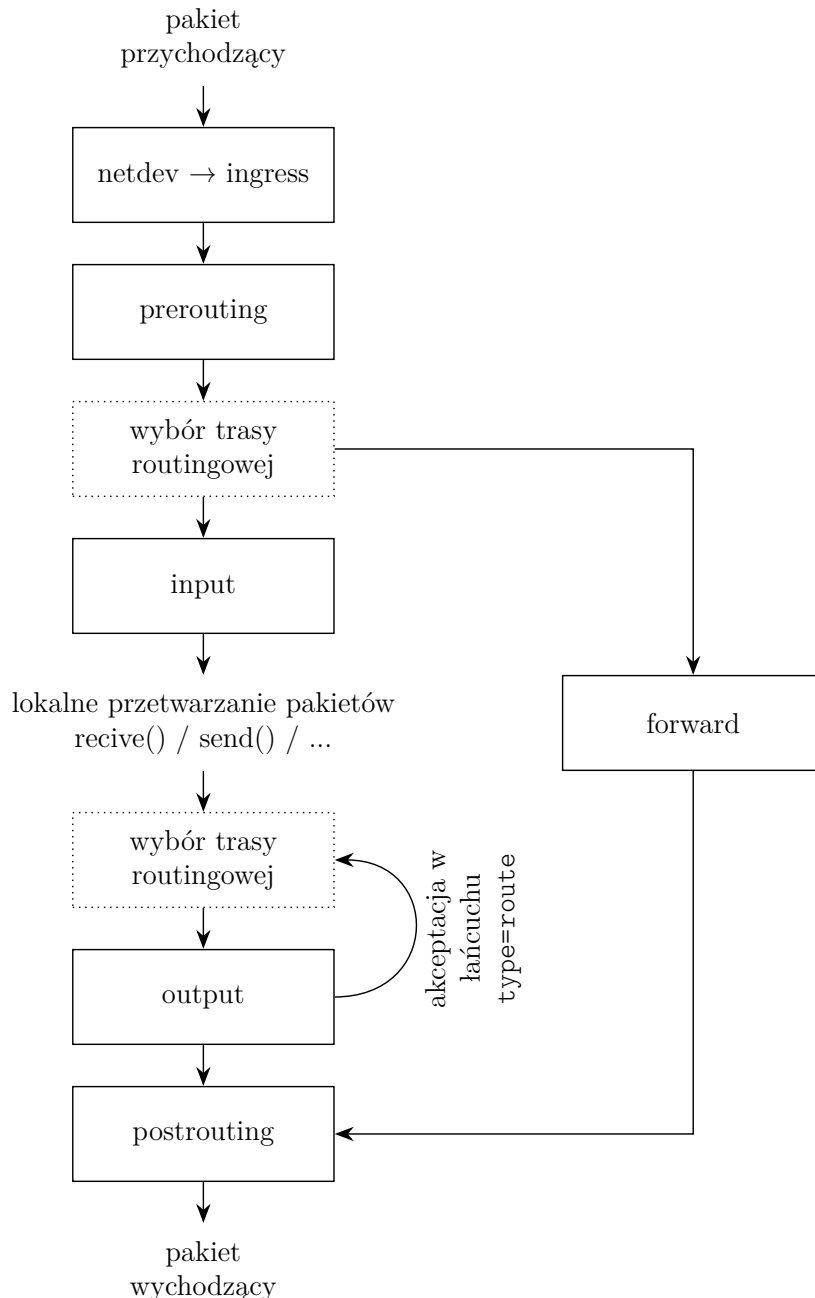 pakiet
przychodzący
netdev → ingress
prerouting
wybór trasy
routingowej
input
lokalne przetwarzanie pakietów
recive() / send() / ...
forward
wybór trasy
routingowej
akceptacja w
łańcuchu
type=route
output
postrouting
pakiet
wychodzący